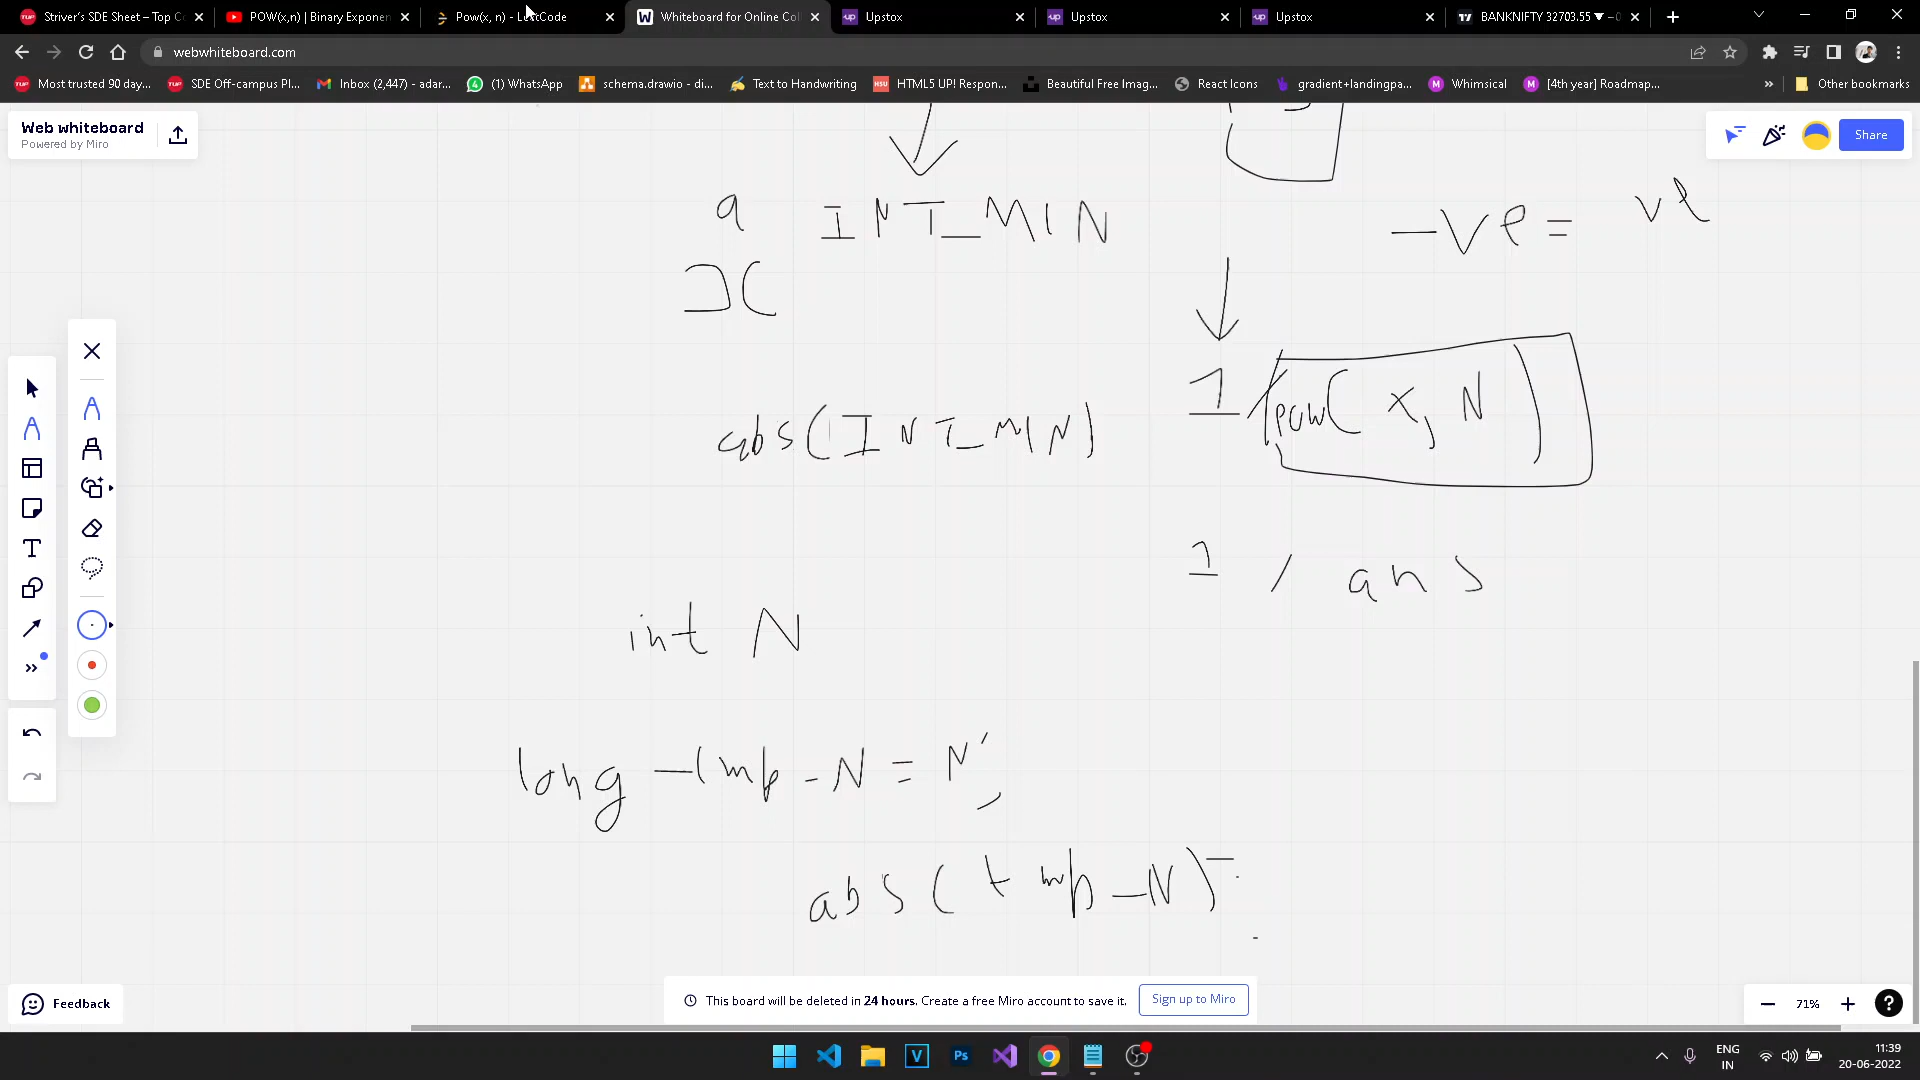 Striver's SDE Sheet – Top C
POW(x,n) | Binary Exponen
Pow(x, n) - LeetCode
Whiteboard for Online Col
Upstox
Upstox
Upstox
BANKNIFTY 32703.55 ▼ −0
webwhiteboard.com
Most trusted 90 day...
SDE Off-campus Pl...
Inbox (2,447) - adar...
(1) WhatsApp
schema.drawio - di...
Text to Handwriting
HTML5 UP! Respon...
Beautiful Free Imag...
React Icons
gradient+landingpa...
Whimsical
[4th year] Roadmap...
Other bookmarks
Web whiteboard
Powered by Miro
Share
a INT_MIN
-ve = ve
x
1/pow(x, N)
abs(INT_MIN)
1 / ans
int N
long -tmp-N = N;
abs(tmp_N)
Feedback
This board will be deleted in 24 hours. Create a free Miro account to save it.
Sign up to Miro
71%
ENG
IN
11:39
20-06-2022